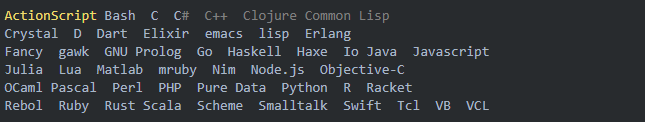 ActionScript Bash C C# C++ Clojure Common Lisp
Crystal D Dart Elixir emacs lisp Erlang
Fancy gawk GNU Prolog Go Haskell Haxe Io Java Javascript
Julia Lua Matlab mruby Nim Node.js Objective-C
OCaml Pascal Perl PHP Pure Data Python R Racket
Rebol Ruby Rust Scala Scheme Smalltalk Swift Tcl VB VCL